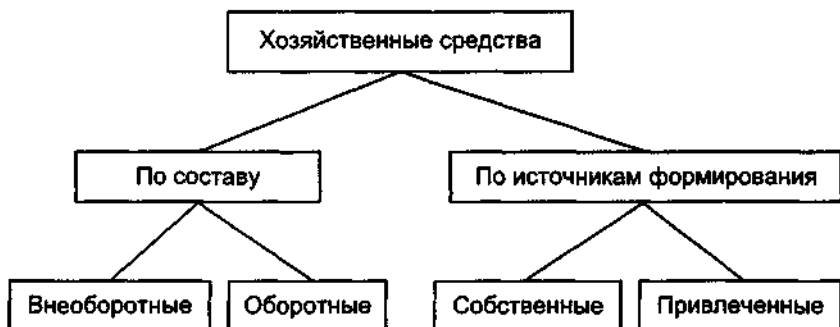 Хозяйственные средства
По составу
По источникам формирования
Внеоборотные
Оборотные
Собственные
Привлеченные